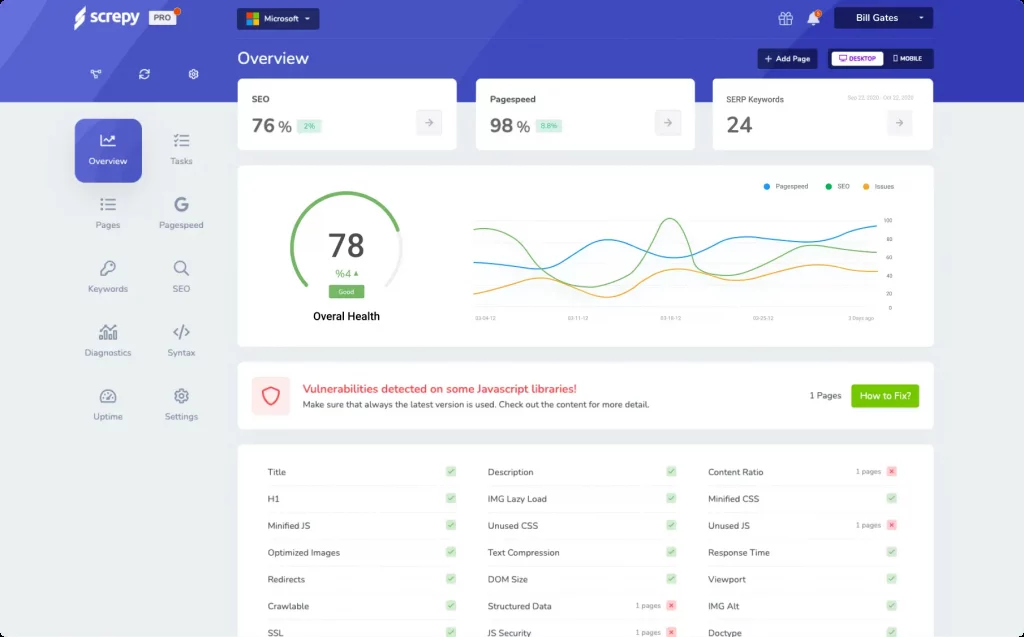 screpy PRO
Microsoft
Bill Gates
Overview
+ Add Page
DESKTOP
MOBILE
SEO
76 % 2%
Pagespeed
98 % 8.8%
SERP Keywords
Sep 23, 2020 - Oct 22, 2020
24
Overview
Tasks
Pages
Pagespeed
Keywords
SEO
Diagnostics
Syntax
Uptime
Settings
78
%4
Good
Overal Health
Pagespeed
SEO
Issues
100
80
60
40
20
0
03-04-12
03-11-12
03-18-12
03-25-12
3 Days ago
Vulnerabilities detected on some Javascript libraries!
Make sure that always the latest version is used. Check out the content for more detail.
1 Pages
How to Fix?
Title
Description
Content Ratio 1 pages
H1
IMG Lazy Load
Minified CSS
Minified JS
Unused CSS
Unused JS 1 pages
Optimized Images
Text Compression
Response Time
Redirects
DOM Size
Viewport
Crawlable
Structured Data 1 pages
IMG Alt
SSL
JS Security 1 pages
Doctype